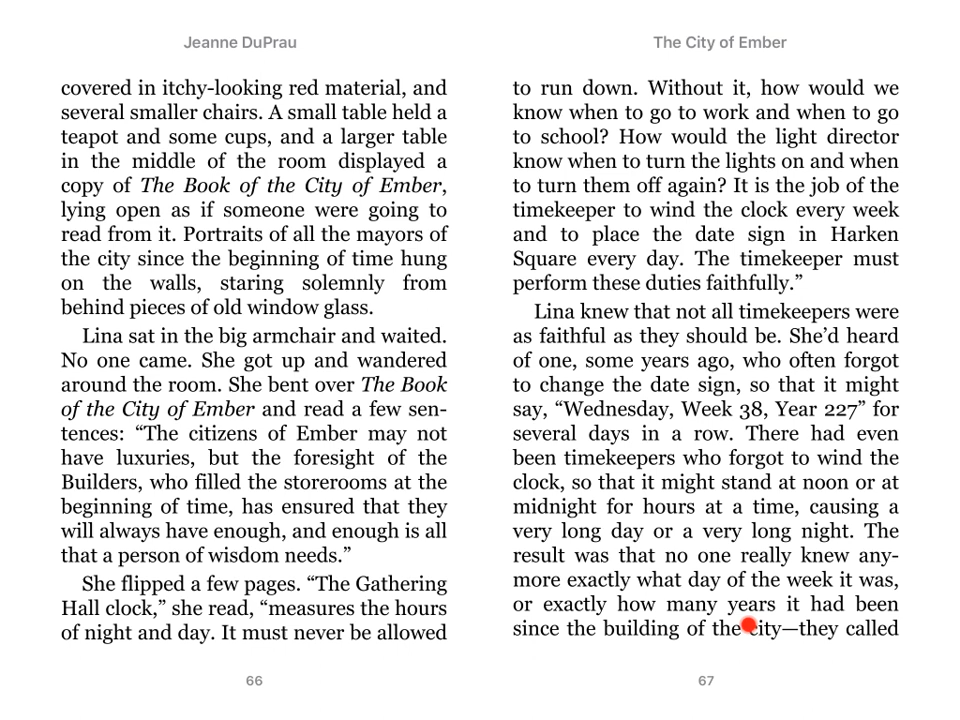 Jeanne DuPrau
covered in itchy-looking red material, and
several smaller chairs. A small table held a
teapot and some cups, and a larger table
in the middle of the room displayed a
copy of The Book of the City of Ember,
lying open as if someone were going to
read from it. Portraits of all the mayors of
the city since the beginning of time hung
on the walls, staring solemnly from
behind pieces of old window glass.
Lina sat in the big armchair and waited.
No one came. She got up and wandered
around the room. She bent over The Book
of the City of Ember and read a few sen-
tences: “The citizens of Ember may not
have luxuries, but the foresight of the
Builders, who filled the storerooms at the
beginning of time, has ensured that they
will always have enough, and enough is all
that a person of wisdom needs.”
She flipped a few pages. “The Gathering
Hall clock,” she read, “measures the hours
of night and day. It must never be allowed
66
The City of Ember
to run down. Without it, how would we
know when to go to work and when to go
to school? How would the light director
know when to turn the lights on and when
to turn them off again? It is the job of the
timekeeper to wind the clock every week
and to place the date sign in Harken
Square every day. The timekeeper must
perform these duties faithfully.”
Lina knew that not all timekeepers were
as faithful as they should be. She’d heard
of one, some years ago, who often forgot
to change the date sign, so that it might
say, “Wednesday, Week 38, Year 227” for
several days in a row. There had even
been timekeepers who forgot to wind the
clock, so that it might stand at noon or at
midnight for hours at a time, causing a
very long day or a very long night. The
result was that no one really knew any-
more exactly what day of the week it was,
or exactly how many years it had been
since the building of the city—they called
67